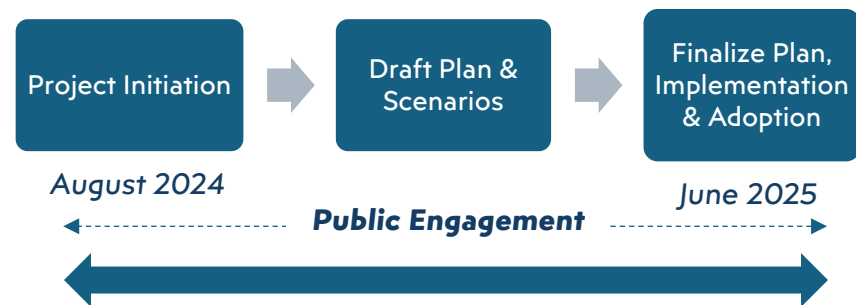 Project Initiation
Draft Plan &
Scenarios
Finalize Plan,
Implementation
& Adoption
August 2024
June 2025
Public Engagement